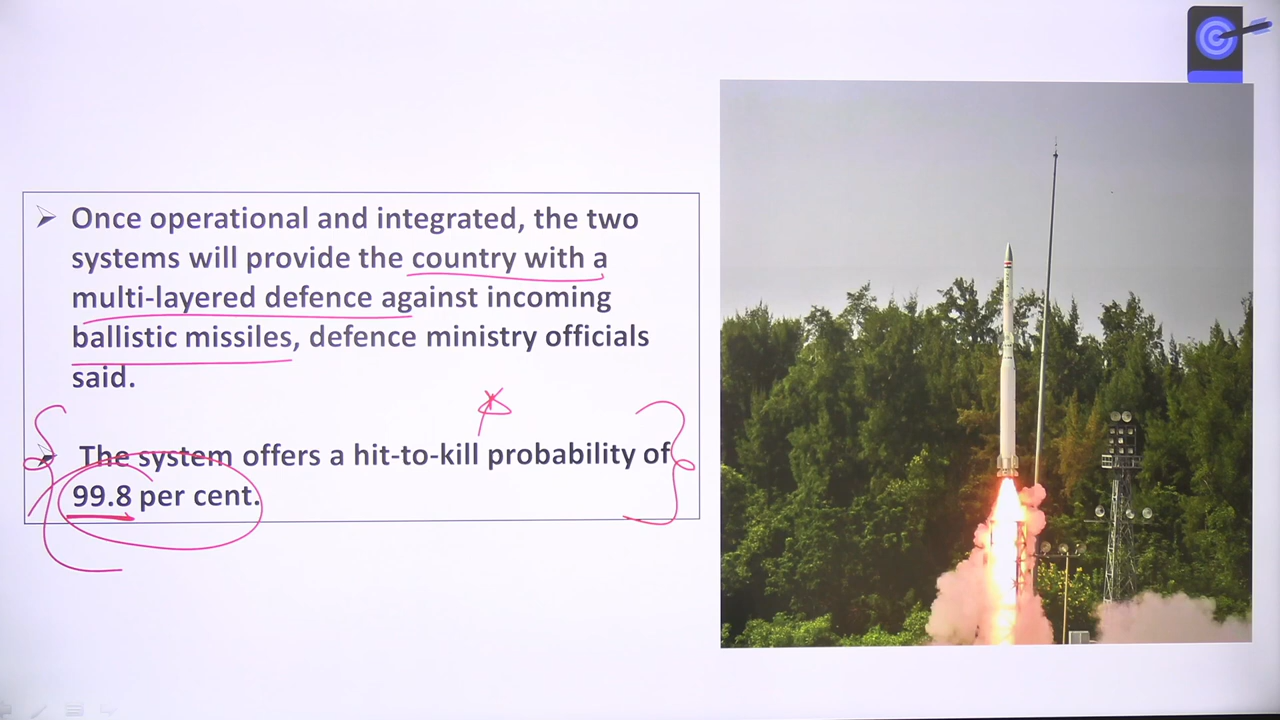 Once operational and integrated, the two
systems will provide the country with a
multi-layered defence against incoming
ballistic missiles, defence ministry officials
said.
The system offers a hit-to-kill probability of
99.8 per cent.